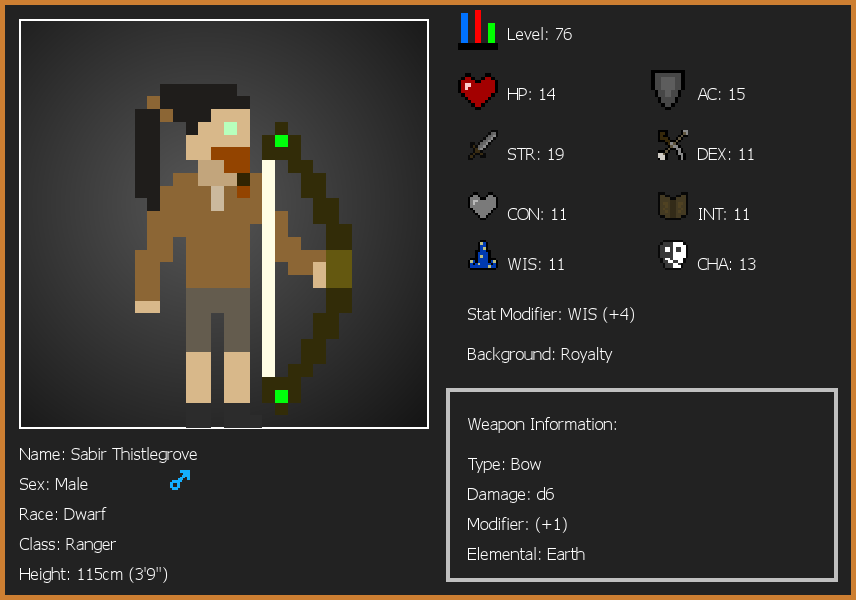 Level: 76
HP: 14
AC: 15
STR: 19
DEX: 11
CON: 11
INT: 11
WIS: 11
CHA: 13
Stat Modifier: WIS (+4)
Background: Royalty
Weapon Information:
Type: Bow
Damage: d6
Modifier: (+1)
Elemental: Earth
Name: Sabir Thistlegrove
Sex: Male
Race: Dwarf
Class: Ranger
Height: 115cm (3'9")